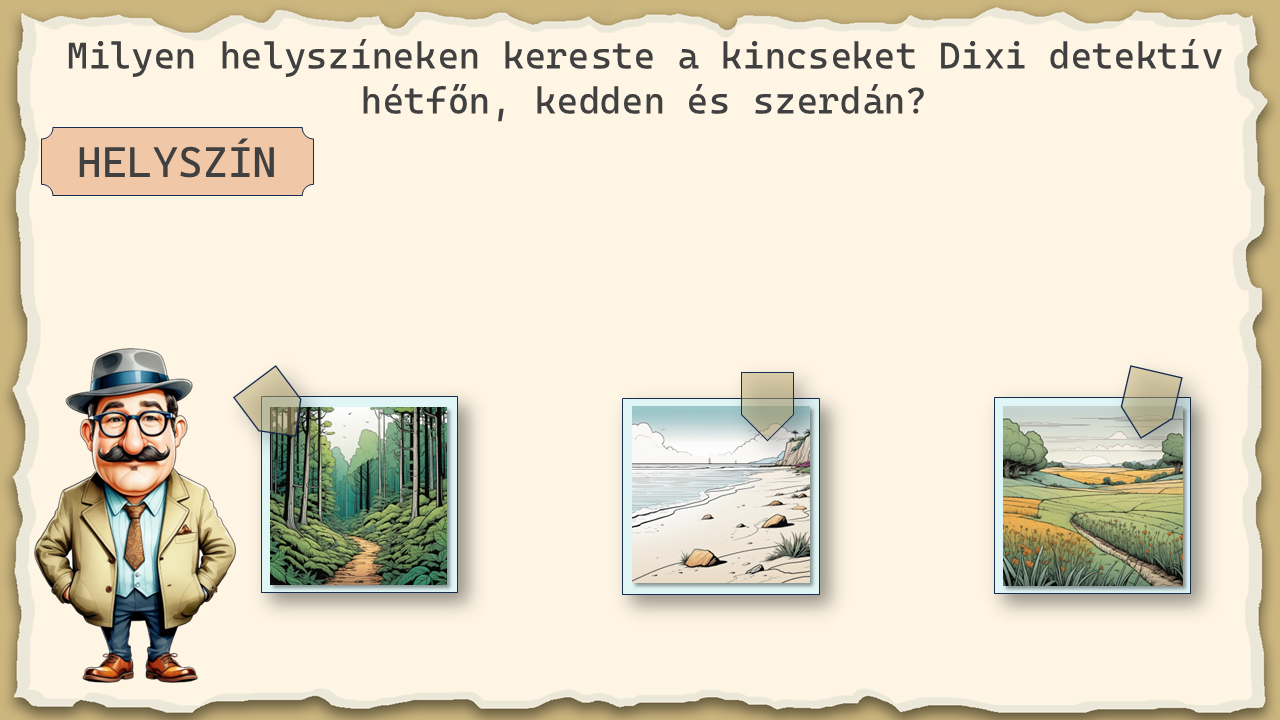 Milyen helyszíneken kereste a kincseket Dixi detektív
hétfőn, kedden és szerdán?
HELYSZÍN